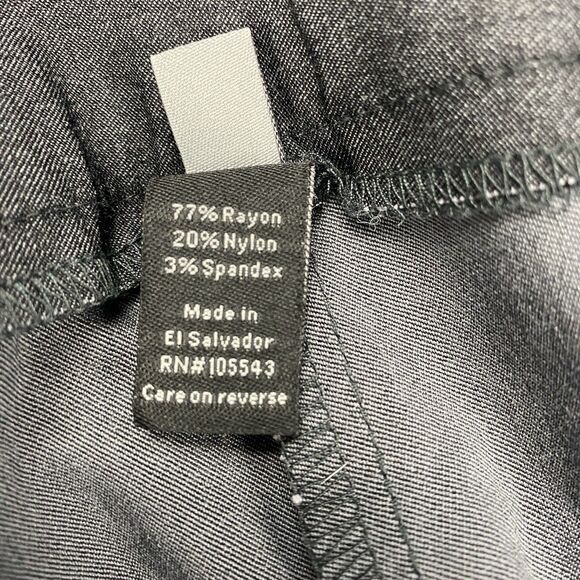 77% Rayon
20% Nylon
3% Spandex
Made in
El Salvador
RN#105543
Care on reverse